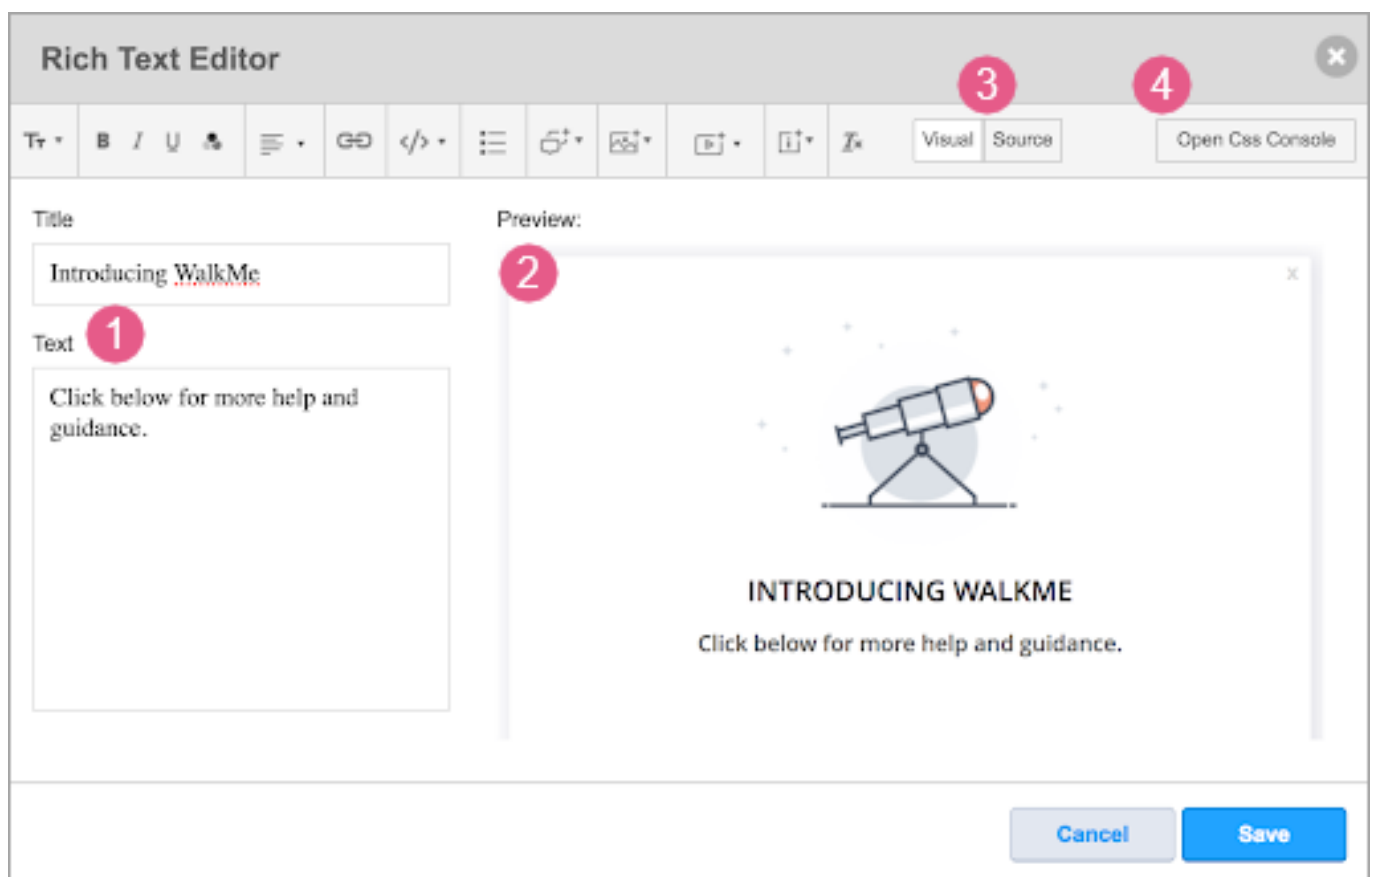 Rich Text Editor
3
4
Tт
B I U
</>
Visual Source
Open Css Console
Title
Introducing WalkMe
Text
1
Click below for more help and
guidance.
Preview:
2
x
INTRODUCING WALKME
Click below for more help and guidance.
Cancel
Save